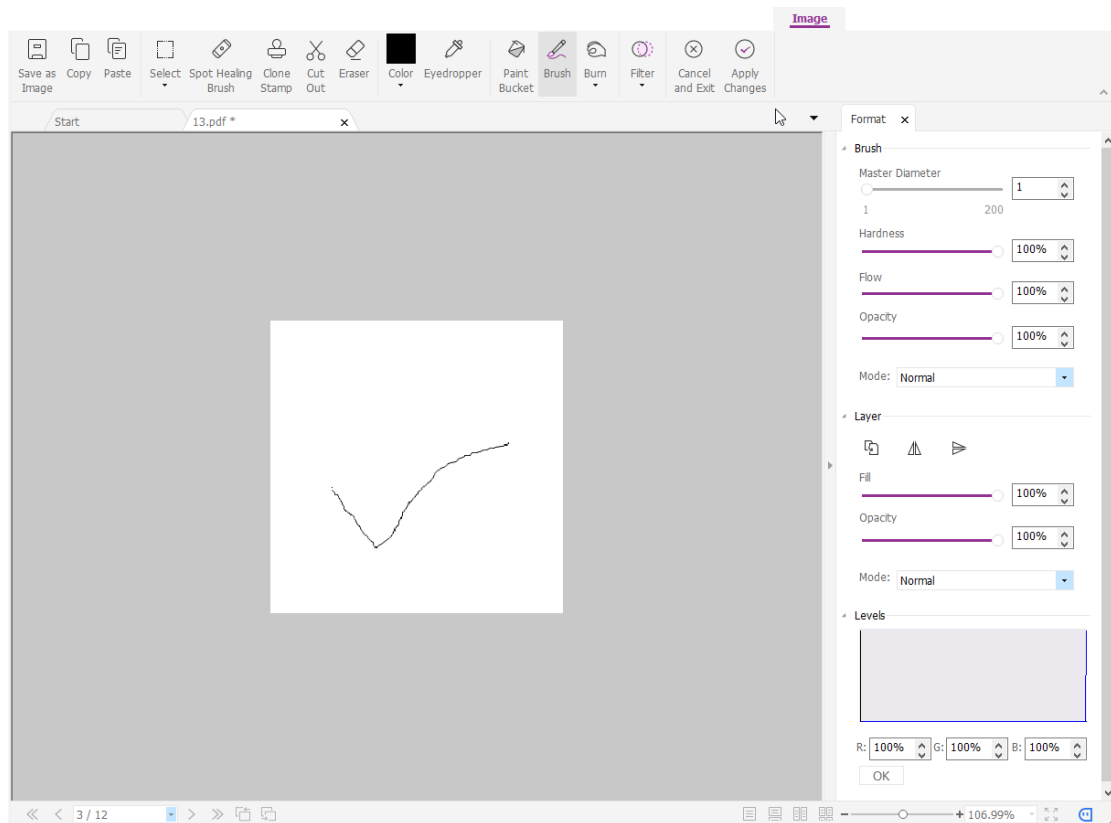 Image
Save as Image
Copy
Paste
Select
Spot Healing Brush
Clone Stamp
Cut Out
Eraser
Color
Eyedropper
Paint Bucket
Brush
Burn
Filter
Cancel and Exit
Apply Changes
Start
13.pdf *
Format
Brush
Master Diameter
1
1 200
Hardness
100%
Flow
100%
Opacity
100%
Mode: Normal
Layer
Fill
100%
Opacity
100%
Mode: Normal
Levels
R: 100% G: 100% B: 100%
OK
3 / 12
106.99%